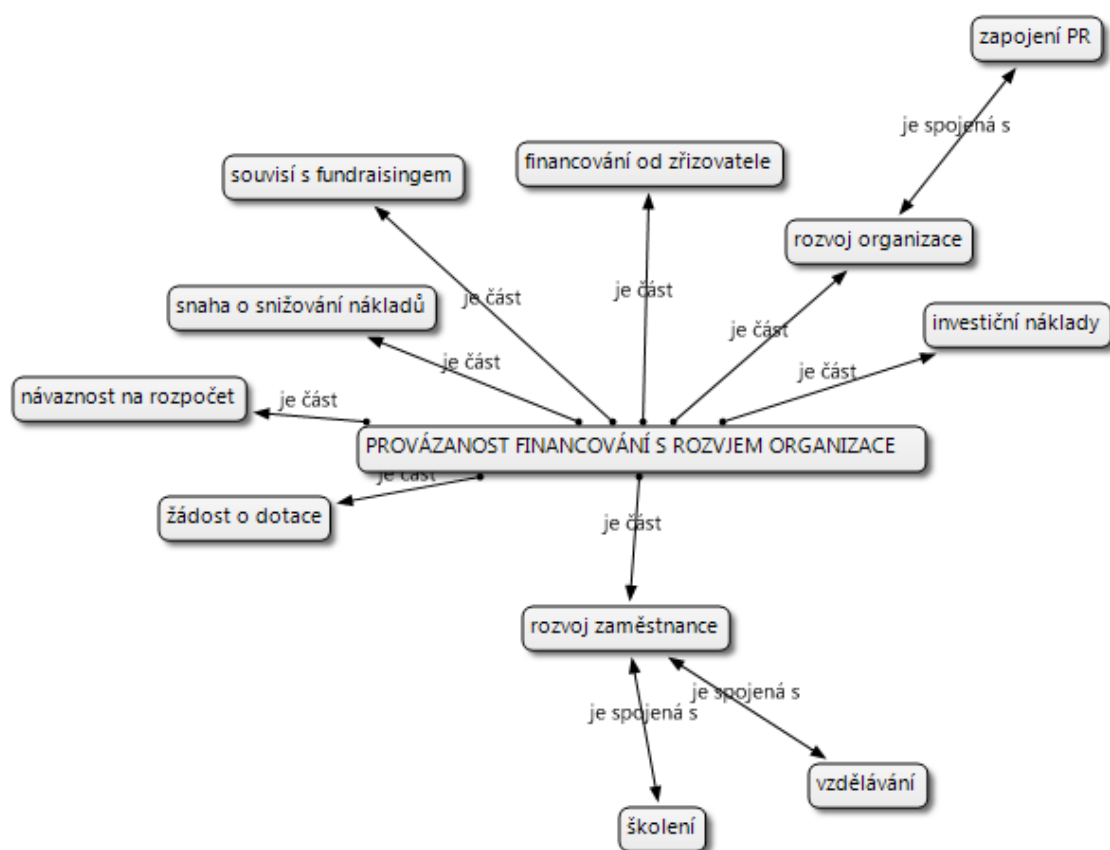 zapojení PR
je spojená s
financování od zřizovatele
souvisí s fundraisingem
rozvoj organizace
je část
je část
snaha o snižování nákladů
je část
investiční náklady
je část
je část
návaznost na rozpočet
je část
PROVÁZANOST FINANCOVÁNÍ S ROZVJEM ORGANIZACE
je část
žádost o dotace
je část
rozvoj zaměstnance
je spojená s
je spojená s
vzdělávání
školení